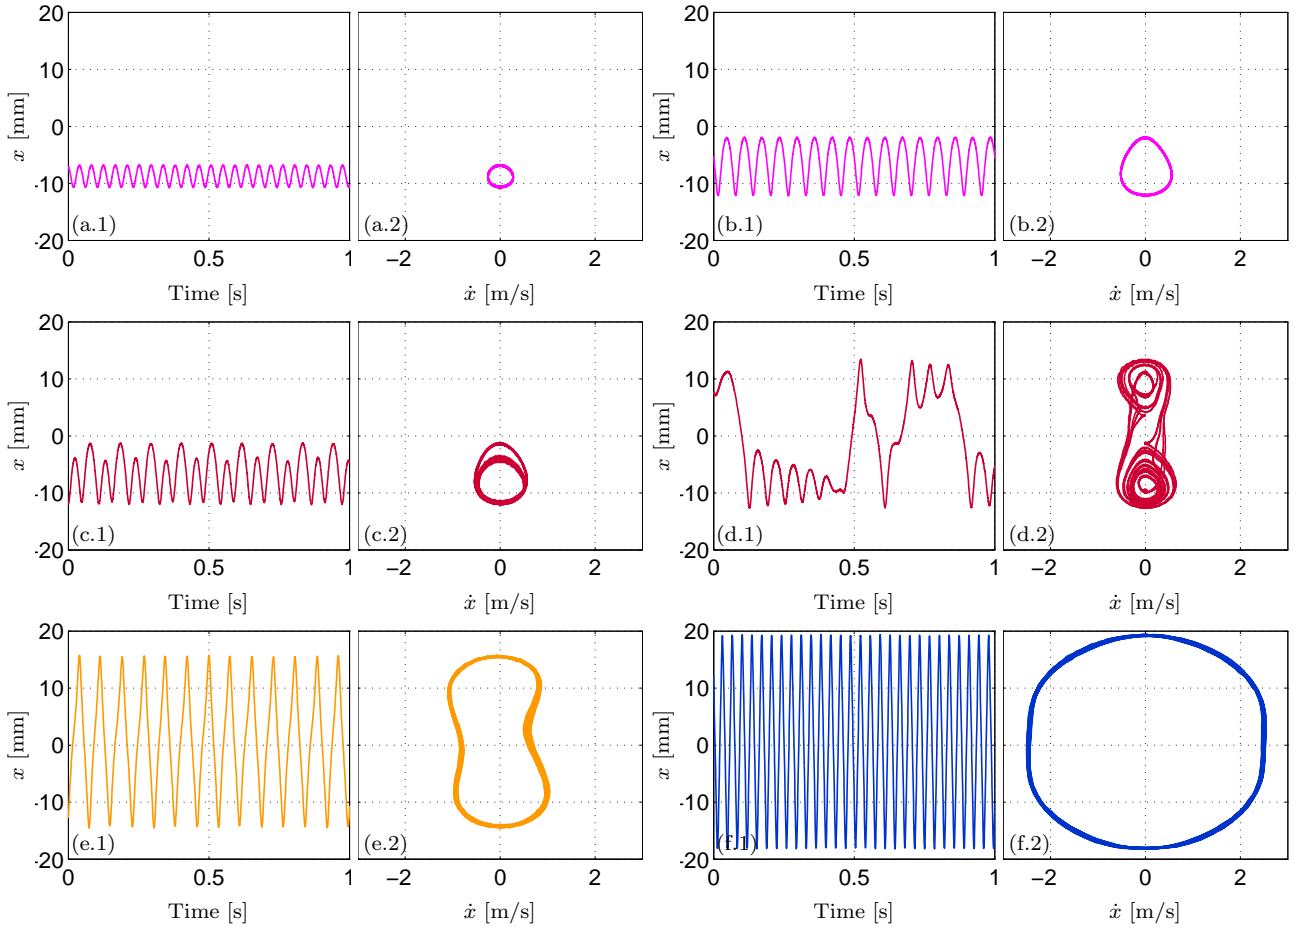 20
10
0
-10
-20
x [mm]
(a.1)
0
0.5
1
Time [s]
(a.2)
−2
0
2
ẋ [m/s]
20
10
0
-10
-20
x [mm]
(b.1)
0
0.5
1
Time [s]
(b.2)
−2
0
2
ẋ [m/s]
20
10
0
-10
-20
x [mm]
(c.1)
0
0.5
1
Time [s]
(c.2)
−2
0
2
ẋ [m/s]
20
10
0
-10
-20
x [mm]
(d.1)
0
0.5
1
Time [s]
(d.2)
−2
0
2
ẋ [m/s]
20
10
0
-10
-20
x [mm]
(e.1)
0
0.5
1
Time [s]
(e.2)
−2
0
2
ẋ [m/s]
20
10
0
-10
-20
x [mm]
(f.1)
0
0.5
1
Time [s]
(f.2)
−2
0
2
ẋ [m/s]